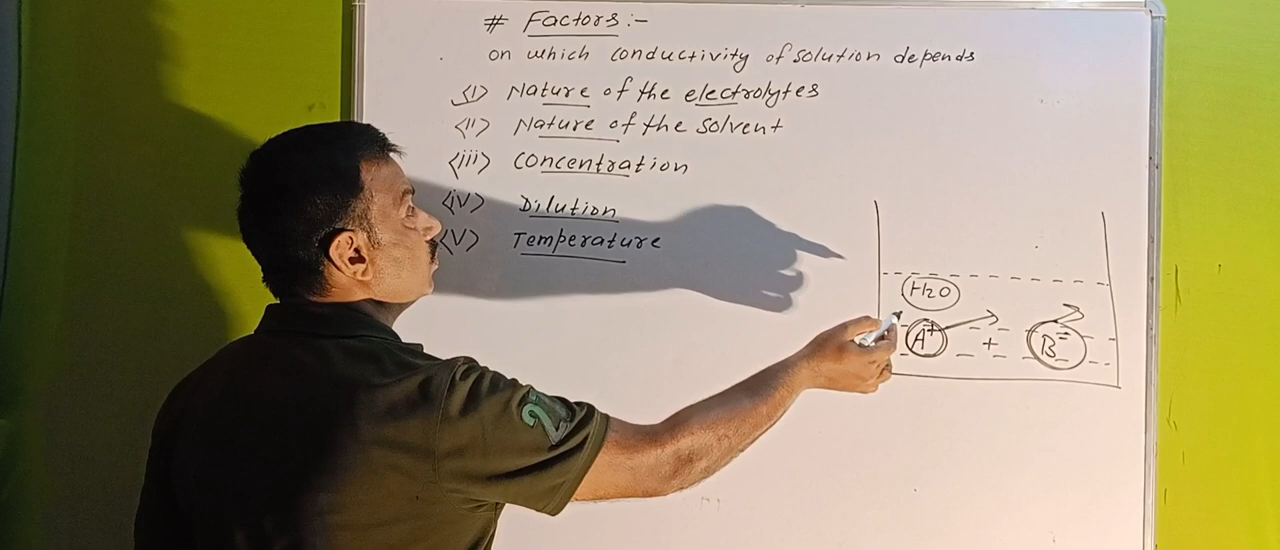 # Factors:-
on which conductivity of solution depends
<i> Nature of the electrolytes
<ii> Nature of the solvent
<iii> Concentration
<iv> Dilution
<v> Temperature
H2O
A+ + B-
2